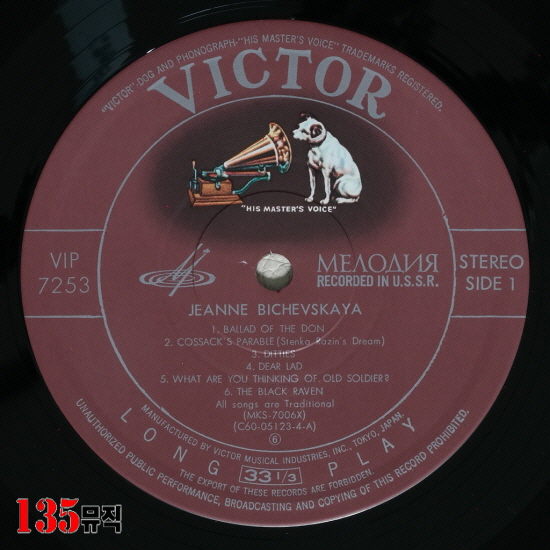 "VICTOR"-DOG AND PHONOGRAPH-"HIS MASTER'S VOICE" TRADEMARKS REGISTERED.
VICTOR
"HIS MASTER'S VOICE"
VIP
7253
МЕЛОДИЯ
RECORDED IN U.S.S.R.
STEREO
SIDE 1
JEANNE BICHEVSKAYA
1. BALLAD OF THE DON
2. COSSACK'S PARABLE (Stenka Razin's Dream)
3. DITTIES
4. DEAR LAD
5. WHAT ARE YOU THINKING OF, OLD SOLDIER?
6. THE BLACK RAVEN
All songs are Traditional
(MKS-7006X)
(C60-05123-4-A)
⑥
MANUFACTURED BY VICTOR MUSICAL INDUSTRIES, INC., TOKYO, JAPAN.
LONG 33 1/3 PLAY
THE EXPORT OF THESE RECORDS ARE FORBIDDEN.
UNAUTHORIZED PUBLIC PERFORMANCE, BROADCASTING AND COPYING OF THIS RECORD PROHIBITED.
135뮤직